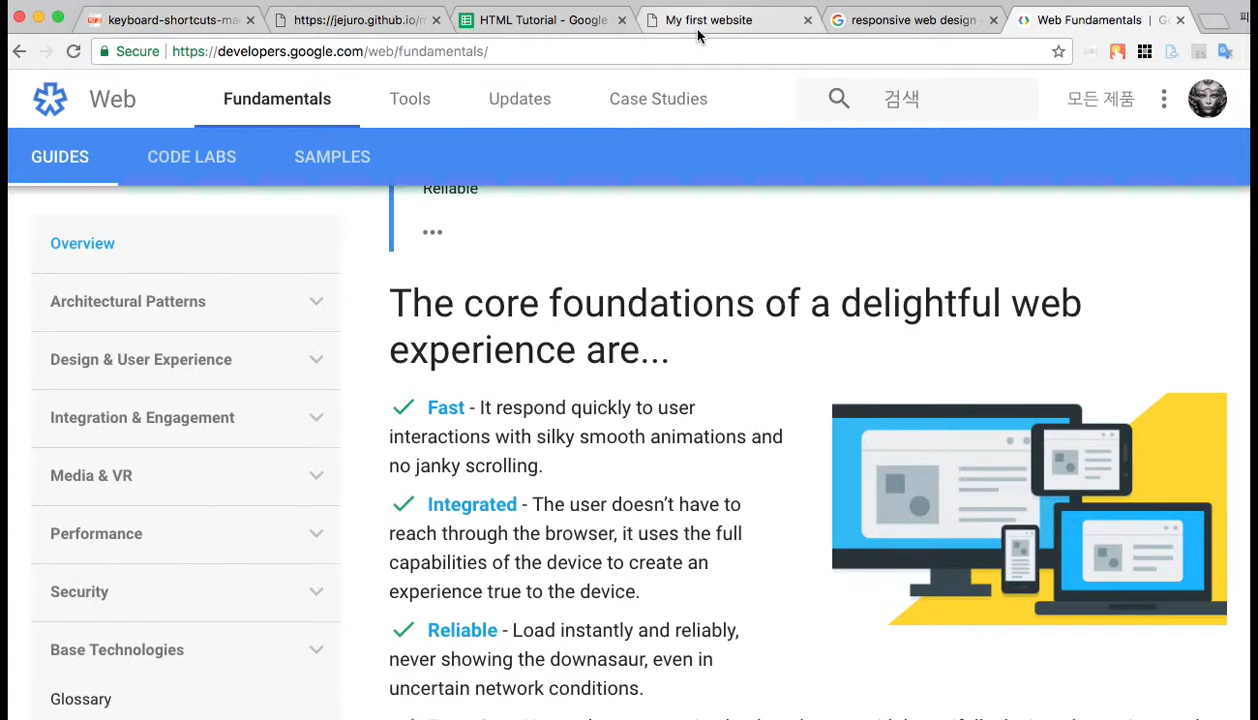 keyboard-shortcuts-ma
https://jejuro.github.io/m
HTML Tutorial - Google
My first website
responsive web design -
Web Fundamentals | G
Secure https://developers.google.com/web/fundamentals/
Web
Fundamentals
Tools
Updates
Case Studies
검색
모든 제품
GUIDES
CODE LABS
SAMPLES
Reliable
...
Overview
Architectural Patterns
Design & User Experience
Integration & Engagement
Media & VR
Performance
Security
Base Technologies
Glossary
The core foundations of a delightful web
experience are...
Fast - It respond quickly to user
interactions with silky smooth animations and
no janky scrolling.
Integrated - The user doesn't have to
reach through the browser, it uses the full
capabilities of the device to create an
experience true to the device.
Reliable - Load instantly and reliably,
never showing the downasaur, even in
uncertain network conditions.